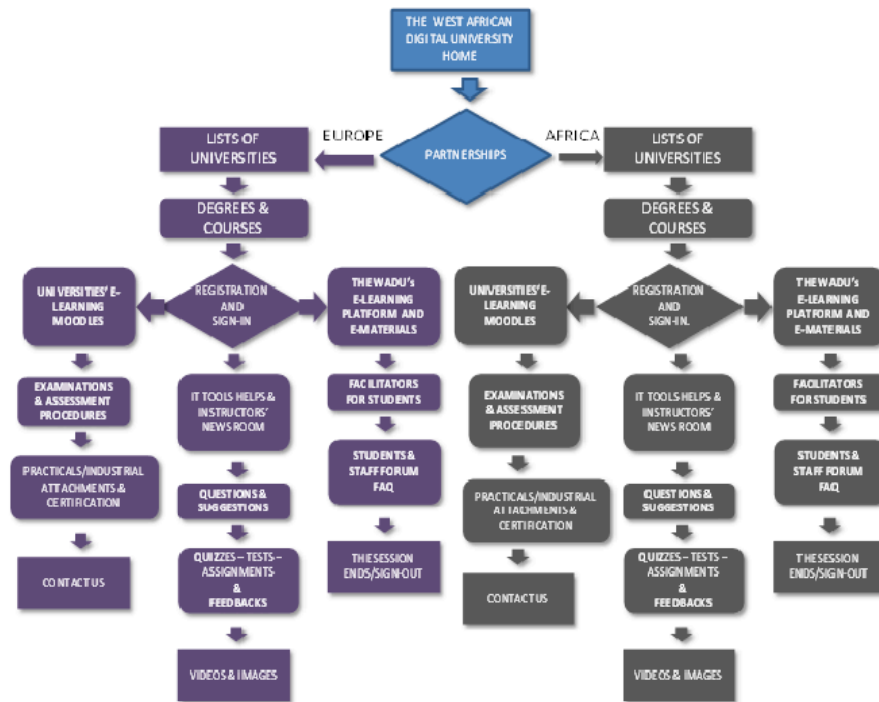 THE WEST AFRICAN
DIGITAL UNIVERSITY
HOME
EUROPE
AFRICA
PARTNERSHIPS
LISTS OF
UNIVERSITIES
LISTS OF
UNIVERSITIES
DEGREES &
COURSES
DEGREES &
COURSES
UNIVERSITIES' E-
LEARNING
MOODLES
REGISTRATION
AND
SIGN-IN
THE WADU's
E-LEARNING
PLATFORM AND
E-MATERIALS
UNIVERSITIES' E-
LEARNING
MOODLES
REGISTRATION
AND
SIGN-IN.
THE WADU's
E-LEARNING
PLATFORM AND
E-MATERIALS
EXAMINATIONS
& ASSESSMENT
PROCEDURES
IT TOOLS HELPS &
INSTRUCTORS'
NEWS ROOM
FACILITATORS
FOR STUDENTS
EXAMINATIONS
& ASSESSMENT
PROCEDURES
IT TOOLS HELPS &
INSTRUCTORS'
NEWS ROOM
FACILITATORS
FOR STUDENTS
PRACTICALS/INDUSTRIAL
ATTACHMENTS &
CERTIFICATION
QUESTIONS &
SUGGESTIONS
STUDENTS &
STAFF FORUM
FAQ
PRACTICALS/INDUSTRIAL
ATTACHMENTS &
CERTIFICATION
QUESTIONS &
SUGGESTIONS
STUDENTS &
STAFF FORUM
FAQ
CONTACT US
QUIZZES – TESTS –
ASSIGNMENTS
&
FEEDBACKS
THE SESSION
ENDS/SIGN-OUT
CONTACT US
QUIZZES – TESTS –
ASSIGNMENTS
&
FEEDBACKS
THE SESSION
ENDS/SIGN-OUT
VIDEOS & IMAGES
VIDEOS & IMAGES